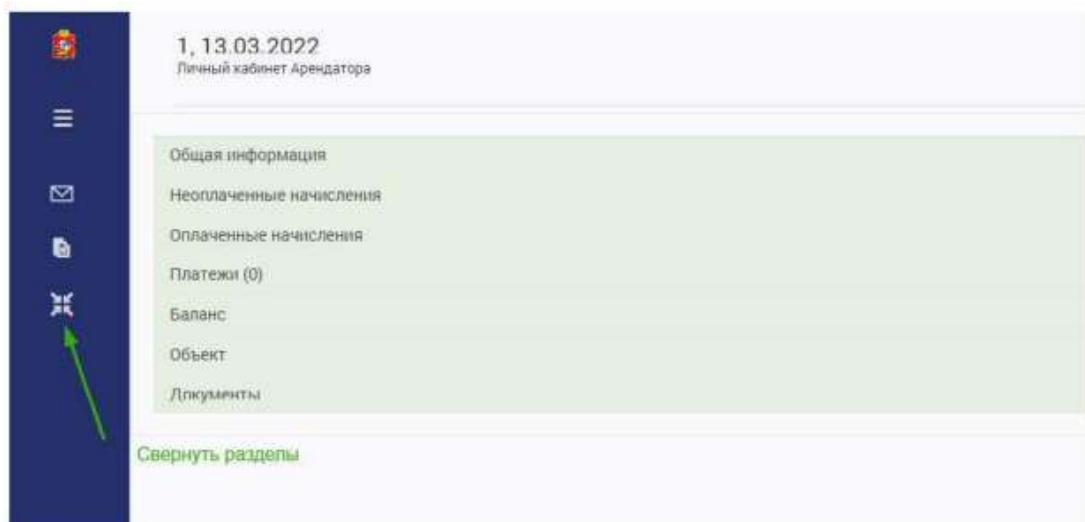 1, 13.03.2022
Личный кабинет Арендатора
Общая информация
Неоплаченные начисления
Оплаченные начисления
Платежи (0)
Баланс
Объект
Документы
Свернуть разделы